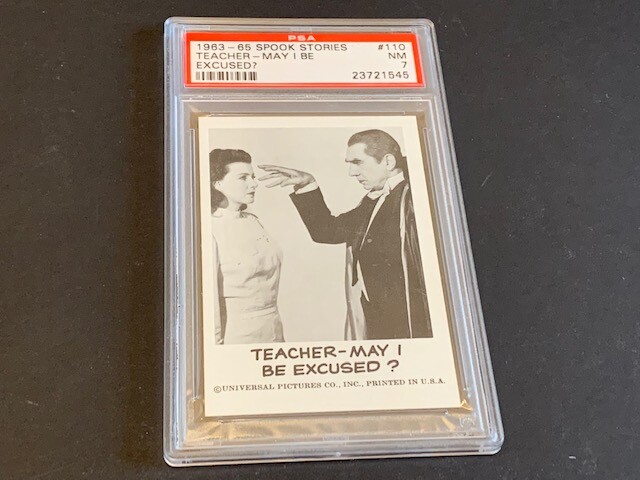 PSA
1963-65 SPOOK STORIES #110
TEACHER-MAY I BE NM
EXCUSED? 7
23721545
TEACHER-MAY I
BE EXCUSED ?
©UNIVERSAL PICTURES CO., INC., PRINTED IN U.S.A.